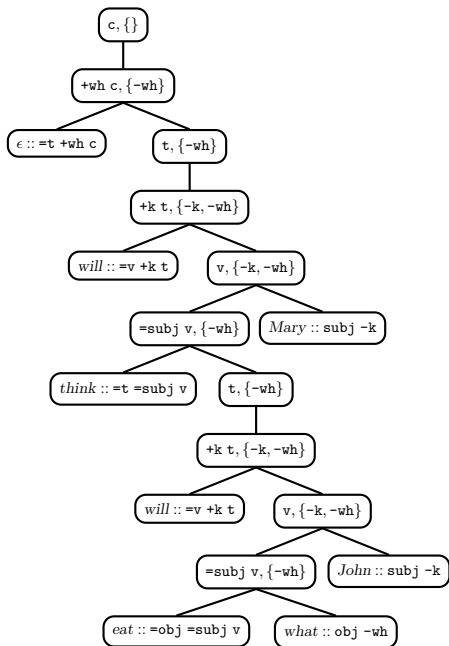 c, {}
+wh c, {-wh}
ϵ :: =t +wh c
t, {-wh}
+k t, {-k, -wh}
will :: =v +k t
v, {-k, -wh}
=subj v, {-wh}
Mary :: subj -k
think :: =t =subj v
t, {-wh}
+k t, {-k, -wh}
will :: =v +k t
v, {-k, -wh}
=subj v, {-wh}
John :: subj -k
eat :: =obj =subj v
what :: obj -wh